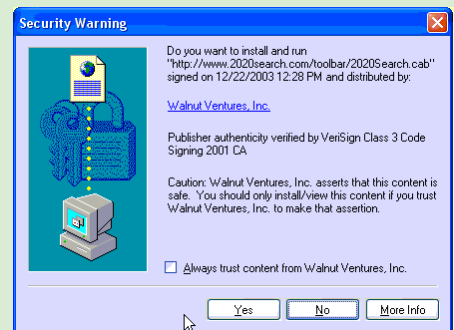 Security Warning
Do you want to install and run
"http://www.2020search.com/toolbar/2020Search.cab"
signed on 12/22/2003 12:28 PM and distributed by:
Walnut Ventures, Inc.
Publisher authenticity verified by VeriSign Class 3 Code
Signing 2001 CA
Caution: Walnut Ventures, Inc. asserts that this content is
safe. You should only install/view this content if you trust
Walnut Ventures, Inc. to make that assertion.
Always trust content from Walnut Ventures, Inc.
Yes No More Info